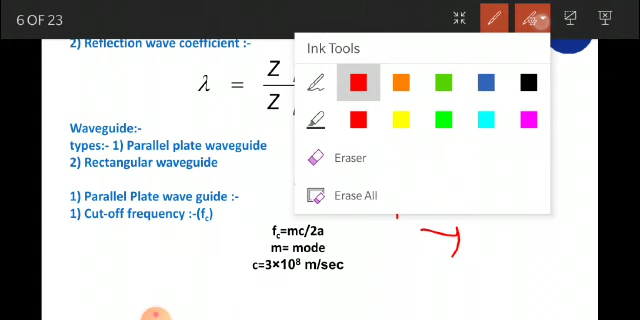 6 OF 23
2) Reflection wave coefficient :-
Ink Tools
λ = Z
Z
Waveguide:-
types:- 1) Parallel plate waveguide
2) Rectangular waveguide
Eraser
Erase All
1) Parallel Plate wave guide :-
1) Cut-off frequency :-(fc)
fc=mc/2a
m= mode
c=3×10⁸ m/sec